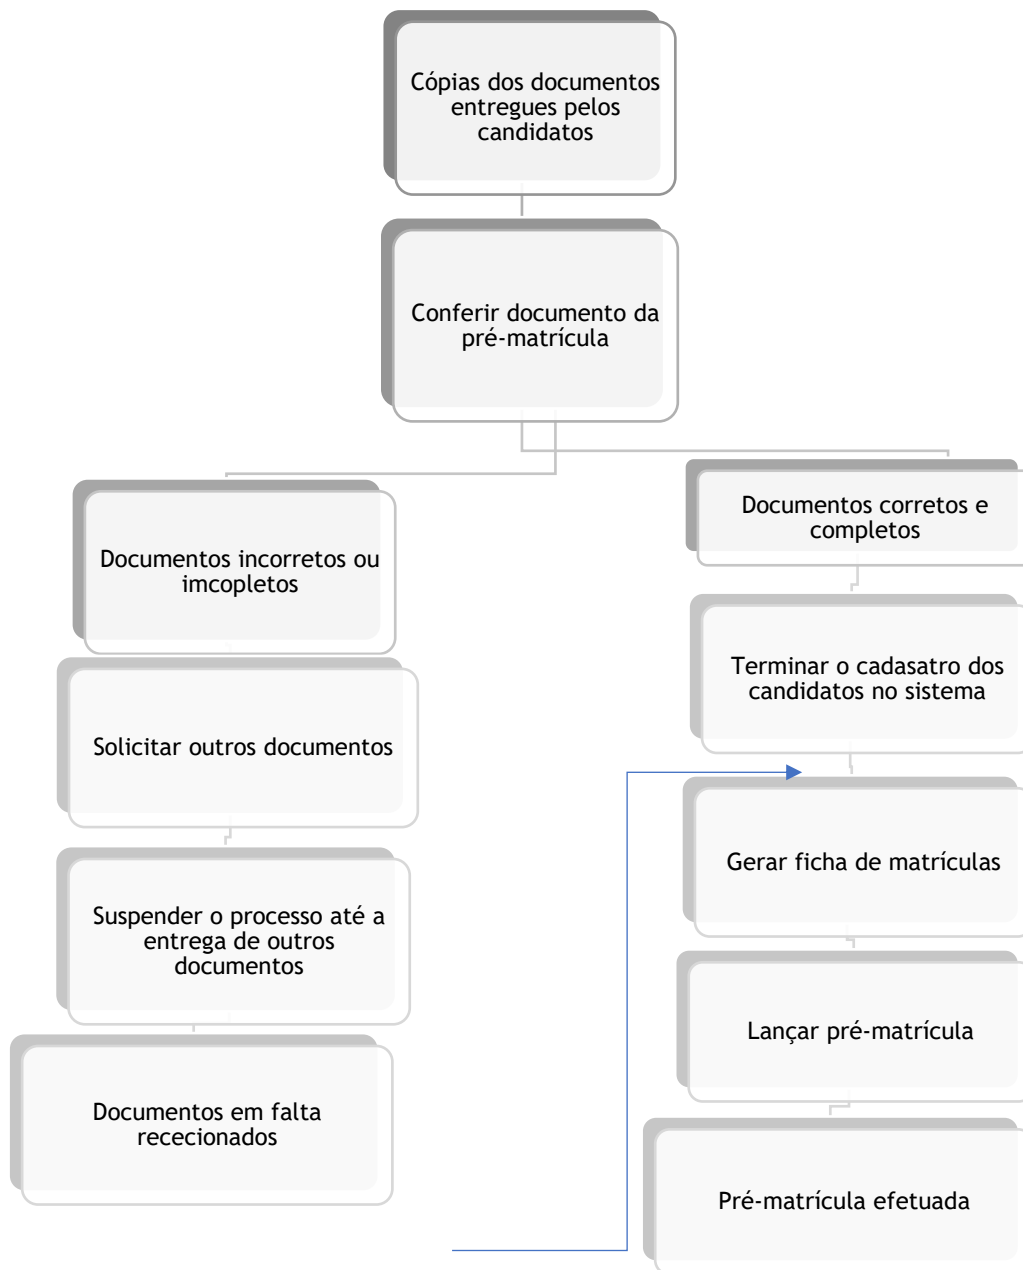 Cópias dos documentos
entregues pelos
candidatos
Conferir documento da
pré-matrícula
Documentos incorretos ou
imcopletos
Solicitar outros documentos
Suspender o processo até a
entrega de outros
documentos
Documentos em falta
rececionados
Documentos corretos e
completos
Terminar o cadasatro dos
candidatos no sistema
Gerar ficha de matrículas
Lançar pré-matrícula
Pré-matrícula efetuada